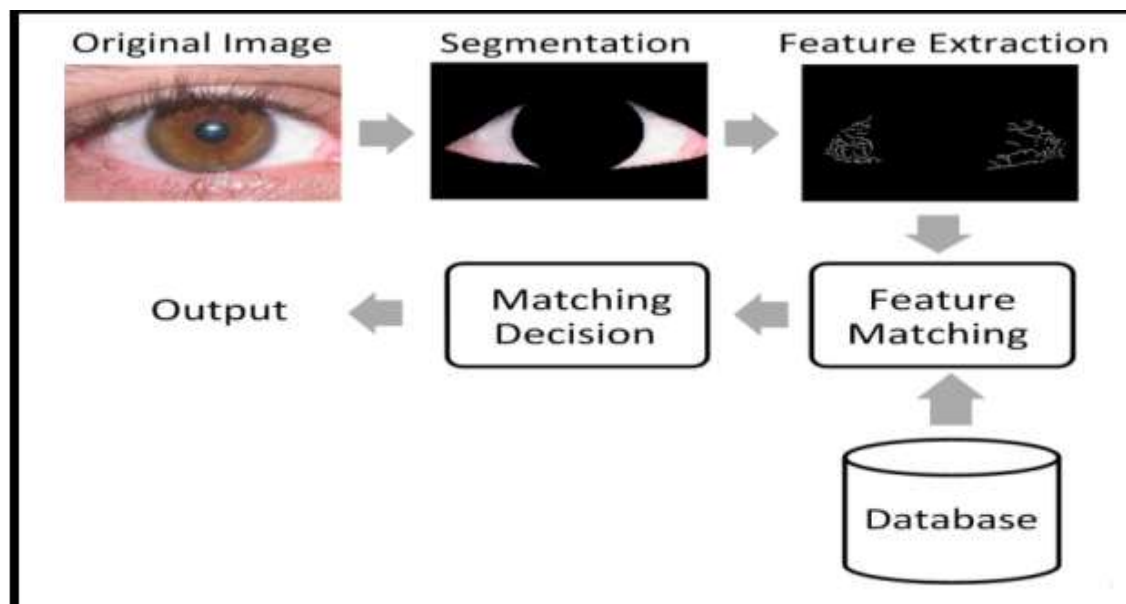 Original Image
Segmentation
Feature Extraction
Output
Matching
Decision
Feature
Matching
Database